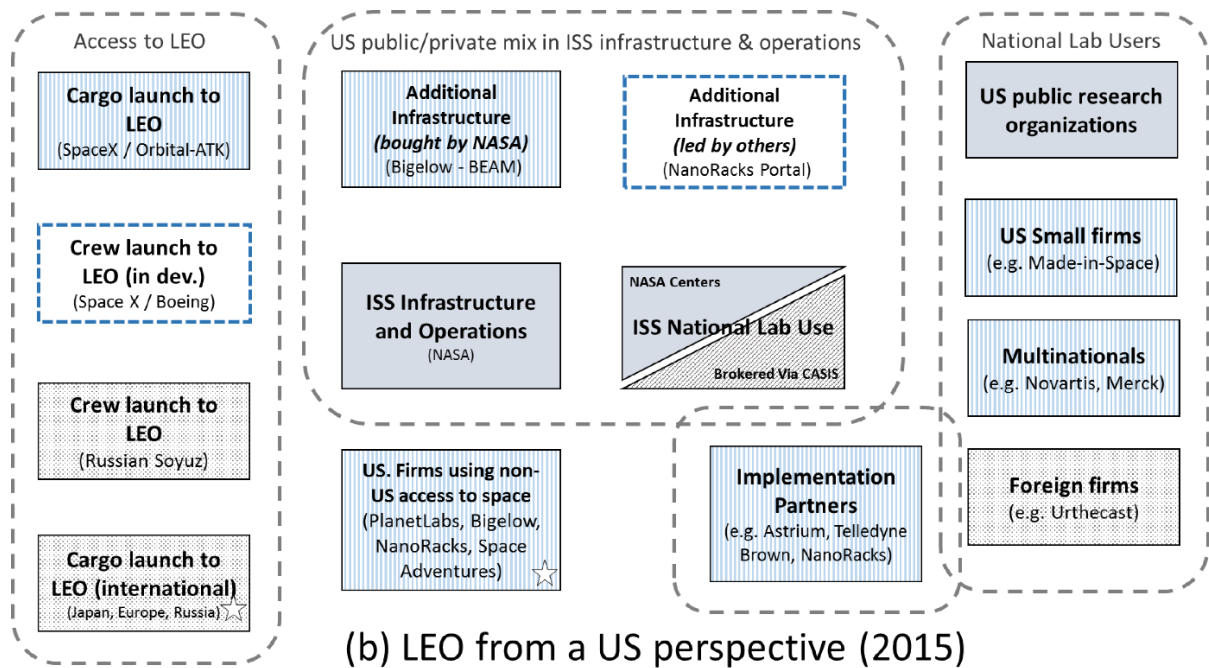 Access to LEO
Cargo launch to
LEO
(SpaceX / Orbital-ATK)
Crew launch to
LEO (in dev.)
(Space X / Boeing)
Crew launch to
LEO
(Russian Soyuz)
Cargo launch to
LEO (international)
(Japan, Europe, Russia)
US public/private mix in ISS infrastructure & operations
Additional
Infrastructure
(bought by NASA)
(Bigelow - BEAM)
Additional
Infrastructure
(led by others)
(NanoRacks Portal)
ISS Infrastructure
and Operations
(NASA)
NASA Centers
ISS National Lab Use
Brokered Via CASIS
US. Firms using non-
US access to space
(PlanetLabs, Bigelow,
NanoRacks, Space
Adventures)
Implementation
Partners
(e.g. Astrium, Telledyne
Brown, NanoRacks)
National Lab Users
US public research
organizations
US Small firms
(e.g. Made-in-Space)
Multinationals
(e.g. Novartis, Merck)
Foreign firms
(e.g. Urthecast)
(b) LEO from a US perspective (2015)